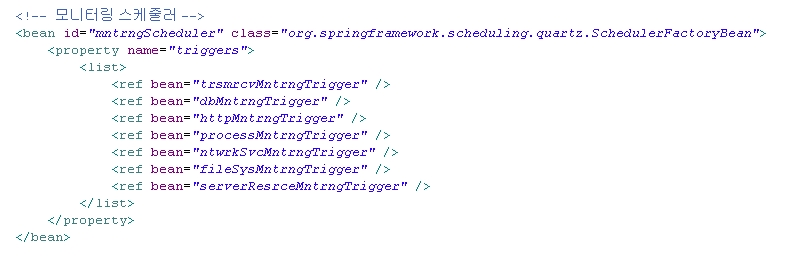 <!-- 모니터링 스케줄러 -->
<bean id="mntrngScheduler" class="org.springframework.scheduling.quartz.SchedulerFactoryBean">
    <property name="triggers">
        <list>
            <ref bean="trsmrcvMntrngTrigger" />
            <ref bean="dbMntrngTrigger" />
            <ref bean="httpMntrngTrigger" />
            <ref bean="processMntrngTrigger" />
            <ref bean="ntwrkSvcMntrngTrigger" />
            <ref bean="fileSysMntrngTrigger" />
            <ref bean="serverResrceMntrngTrigger" />
        </list>
    </property>
</bean>